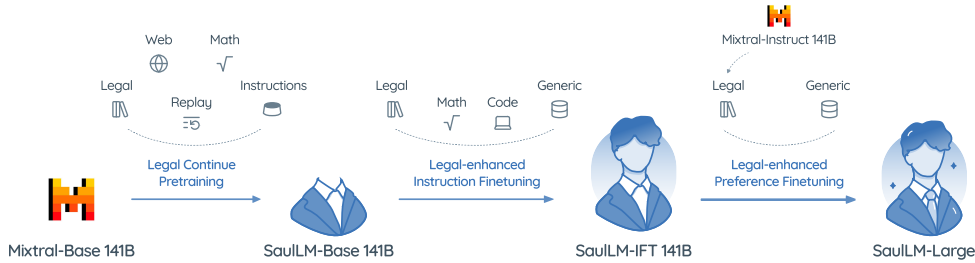 Mixtral-Instruct 141B
Web
Math
Legal
Instructions
Replay
Legal
Math
Code
Generic
Legal
Generic
Legal Continue
Pretraining
Legal-enhanced
Instruction Finetuning
Legal-enhanced
Preference Finetuning
Mixtral-Base 141B
SaulLM-Base 141B
SaulLM-IFT 141B
SaulLM-Large